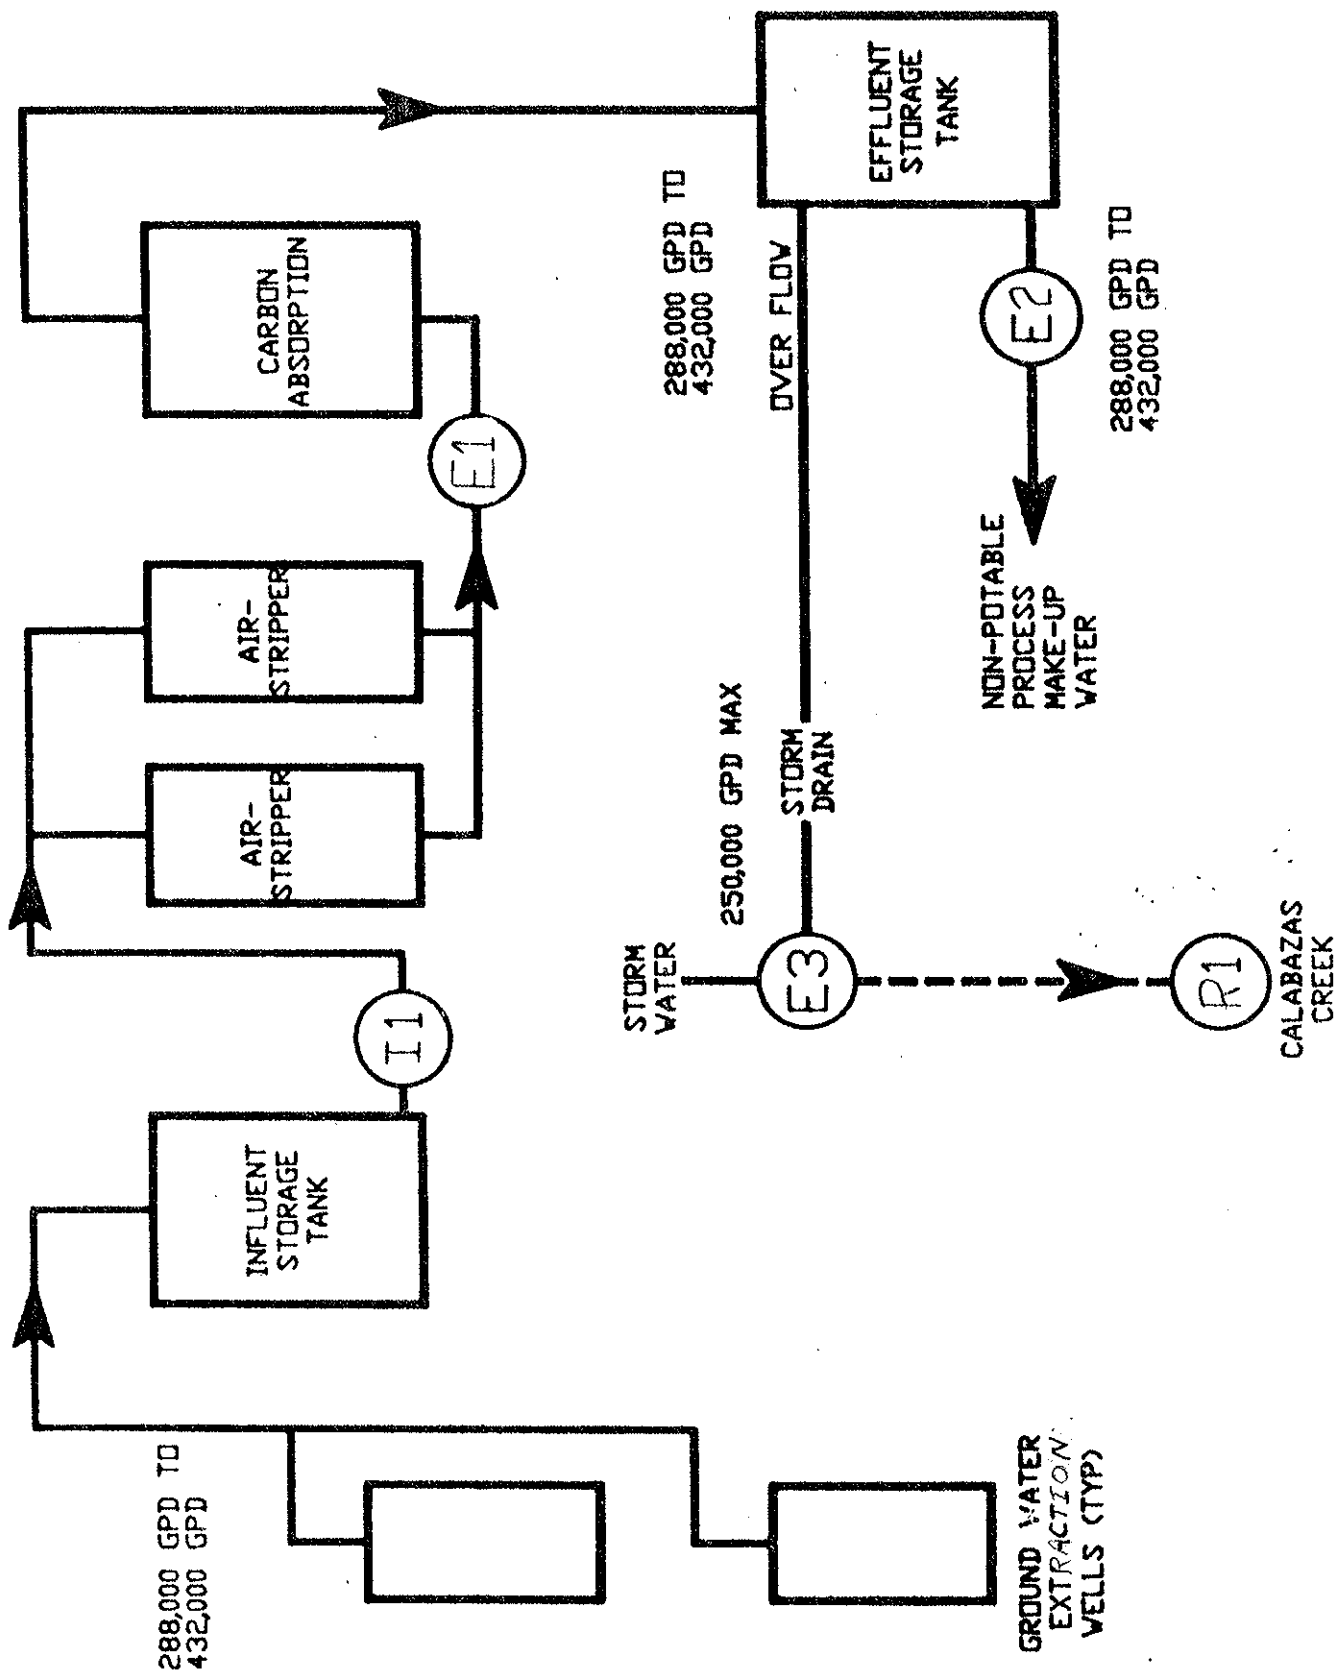 288,000 GPD TO
432,000 GPD
GROUND WATER
EXTRACTION
WELLS (TYP)
INFLUENT
STORAGE
TANK
I1
AIR-
STRIPPER
AIR-
STRIPPER
E1
CARBON
ABSORPTION
288,000 GPD TO
432,000 GPD
OVER FLOW
EFFLUENT
STORAGE
TANK
E2
288,000 GPD TO
432,000 GPD
NON-POTABLE
PROCESS
MAKE-UP
WATER
250,000 GPD MAX
STORM
DRAIN
STORM
WATER
E3
R1
CALABAZAS
CREEK